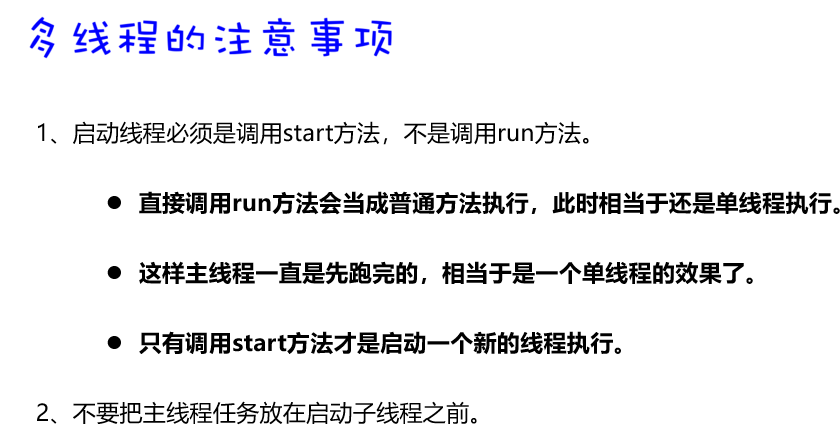 多线程的注意事项
1、启动线程必须是调用start方法，不是调用run方法。
● 直接调用run方法会当成普通方法执行，此时相当于还是单线程执行。
● 这样主线程一直是先跑完的，相当于是一个单线程的效果了。
● 只有调用start方法才是启动一个新的线程执行。
2、不要把主线程任务放在启动子线程之前。